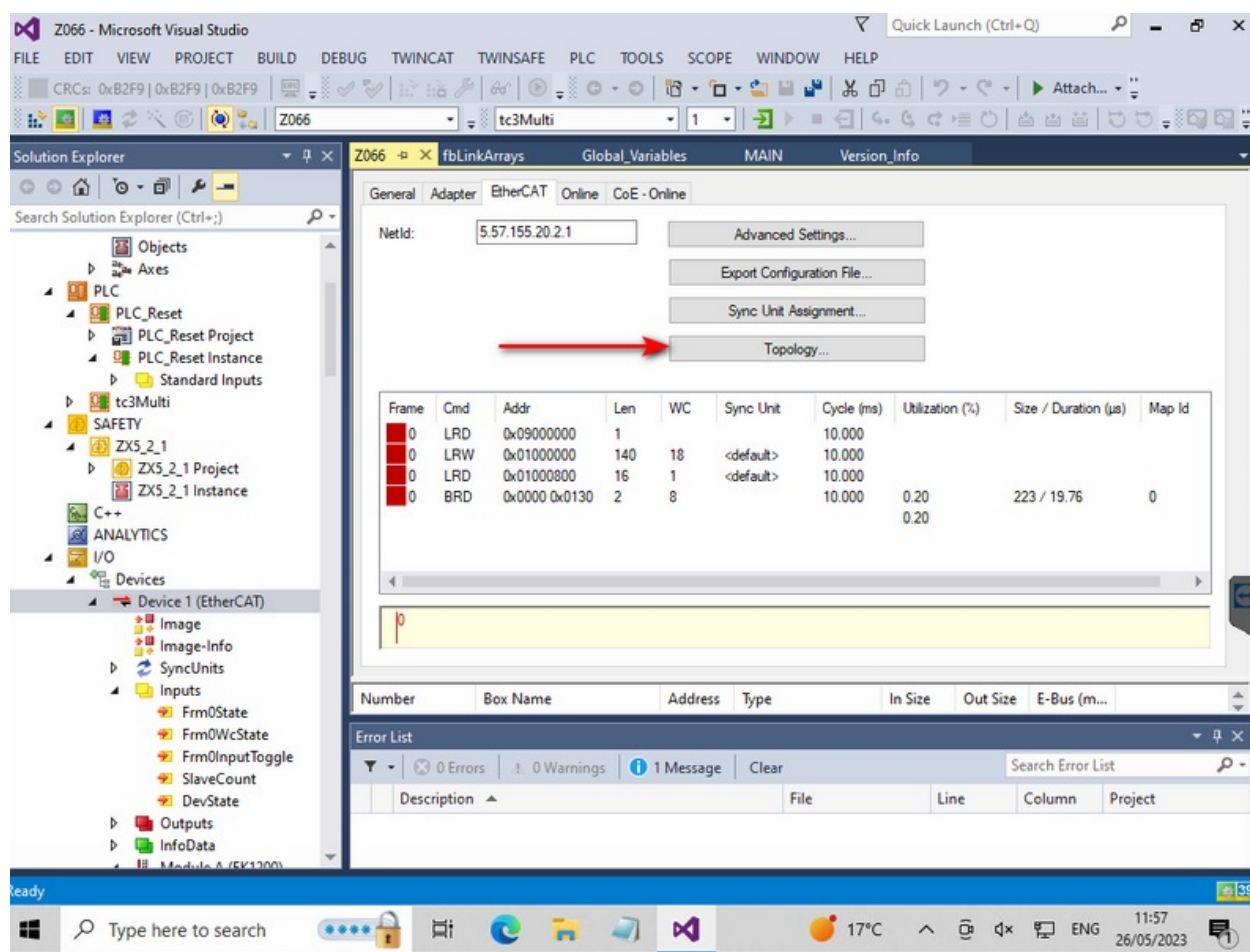 Z066 - Microsoft Visual Studio
Quick Launch (Ctrl+Q)
FILE EDIT VIEW PROJECT BUILD DEBUG TWINCAT TWINSAFE PLC TOOLS SCOPE WINDOW HELP
CRCs: 0xB2F9 | 0xB2F9 | 0xB2F9 Attach...
Z066 tc3Multi 1
Solution Explorer
Search Solution Explorer (Ctrl+;)
Objects
Axes
PLC
PLC_Reset
PLC_Reset Project
PLC_Reset Instance
Standard Inputs
tc3Multi
SAFETY
ZX5_2_1
ZX5_2_1 Project
ZX5_2_1 Instance
C++
ANALYTICS
I/O
Devices
Device 1 (EtherCAT)
Image
Image-Info
SyncUnits
Inputs
Frm0State
Frm0WcState
Frm0InputToggle
SlaveCount
DevState
Outputs
InfoData
Module A (EK1200)
Z066 fbLinkArrays Global_Variables MAIN Version_Info
General Adapter EtherCAT Online CoE - Online
NetId: 5.57.155.20.2.1 Advanced Settings...
Export Configuration File...
Sync Unit Assignment...
Topology...
Frame Cmd Addr Len WC Sync Unit Cycle (ms) Utilization (%) Size / Duration (µs) Map Id
0 LRD 0x09000000 1 10.000
0 LRW 0x01000000 140 18 <default> 10.000
0 LRD 0x01000800 16 1 <default> 10.000
0 BRD 0x0000 0x0130 2 8 10.000 0.20 223 / 19.76 0
0.20
0
Number Box Name Address Type In Size Out Size E-Bus (m...
Error List
0 Errors 0 Warnings 1 Message Clear Search Error List
Description File Line Column Project
Ready 39
Type here to search 17°C ENG 11:57
26/05/2023 1